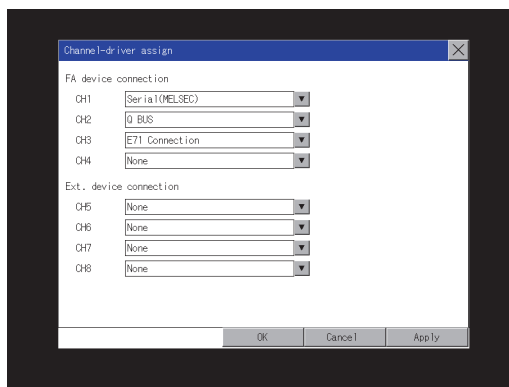 Channel-driver assign
FA device connection
CH1 Serial(MELSEC)
CH2 Q BUS
CH3 E71 Connection
CH4 None
Ext. device connection
CH5 None
CH6 None
CH7 None
CH8 None
OK Cancel Apply